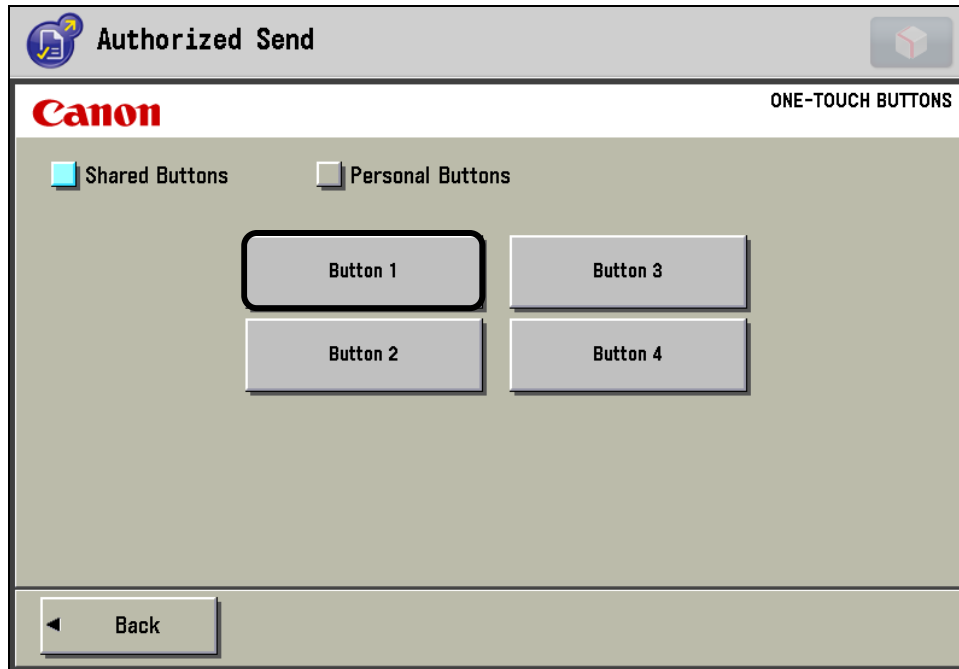 Authorized Send
Canon
ONE-TOUCH BUTTONS
Shared Buttons
Personal Buttons
Button 1
Button 3
Button 2
Button 4
Back